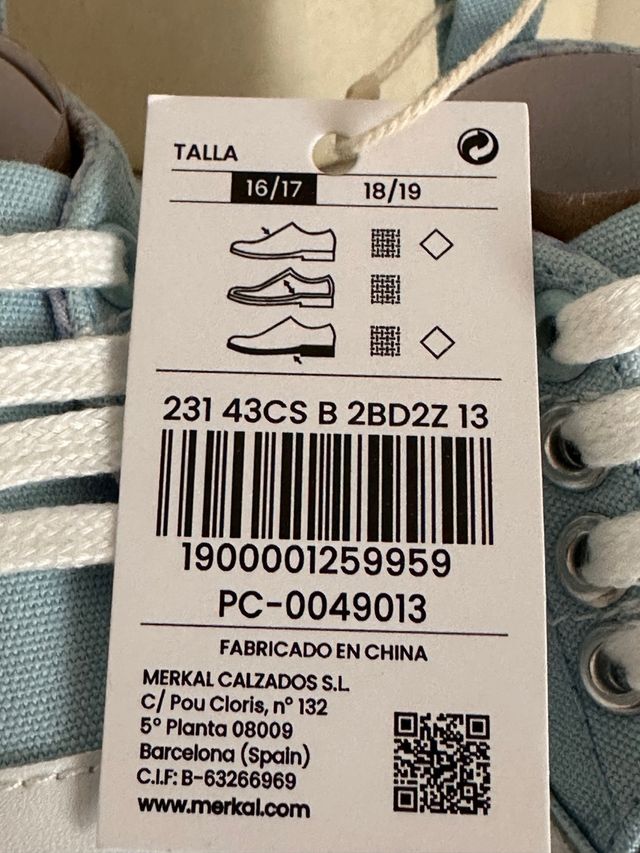 TALLA
16/17 18/19
231 43CS B 2BD2Z 13
1900001259959
PC-0049013
FABRICADO EN CHINA
MERKAL CALZADOS S.L
C/ Pou Cloris, nº 132
5º Planta 08009
Barcelona (Spain)
C.I.F: B-63266969
www.merkal.com